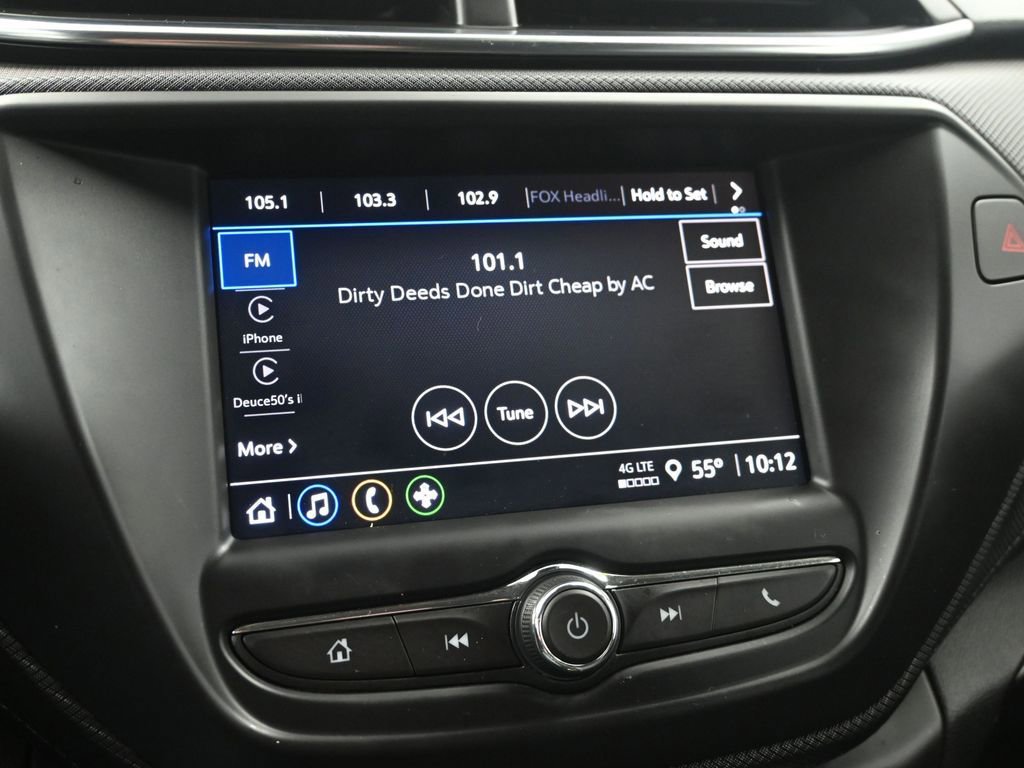 105.1 | 103.3 | 102.9 | FOX Headli... | Hold to Set |
FM
101.1
Sound
Dirty Deeds Done Dirt Cheap by AC
Browse
iPhone
Deuce50's i
Tune
More
4G LTE
55° | 10:12